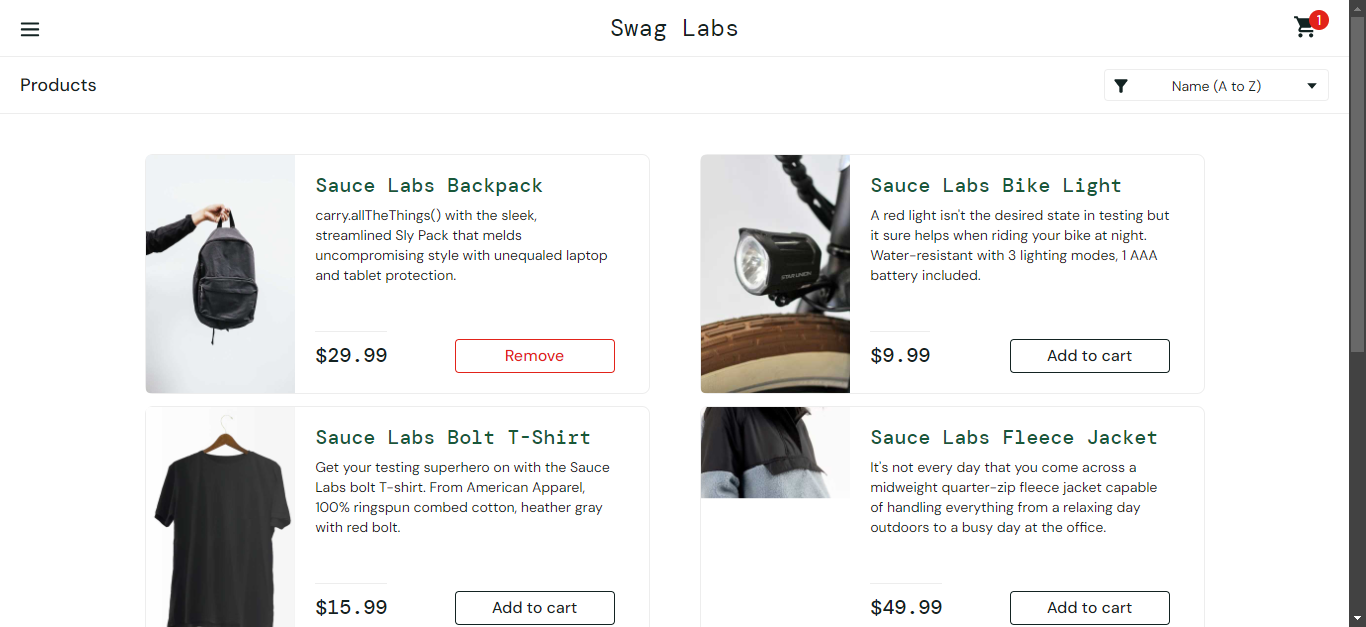 Swag Labs
1
Products
Name (A to Z)
Sauce Labs Backpack
carry.allTheThings() with the sleek,
streamlined Sly Pack that melds
uncompromising style with unequaled laptop
and tablet protection.
$29.99
Remove
Sauce Labs Bike Light
A red light isn't the desired state in testing but
it sure helps when riding your bike at night.
Water-resistant with 3 lighting modes, 1 AAA
battery included.
STAR UNION
$9.99
Add to cart
Sauce Labs Bolt T-Shirt
Get your testing superhero on with the Sauce
Labs bolt T-shirt. From American Apparel,
100% ringspun combed cotton, heather gray
with red bolt.
$15.99
Add to cart
Sauce Labs Fleece Jacket
It's not every day that you come across a
midweight quarter-zip fleece jacket capable
of handling everything from a relaxing day
outdoors to a busy day at the office.
$49.99
Add to cart